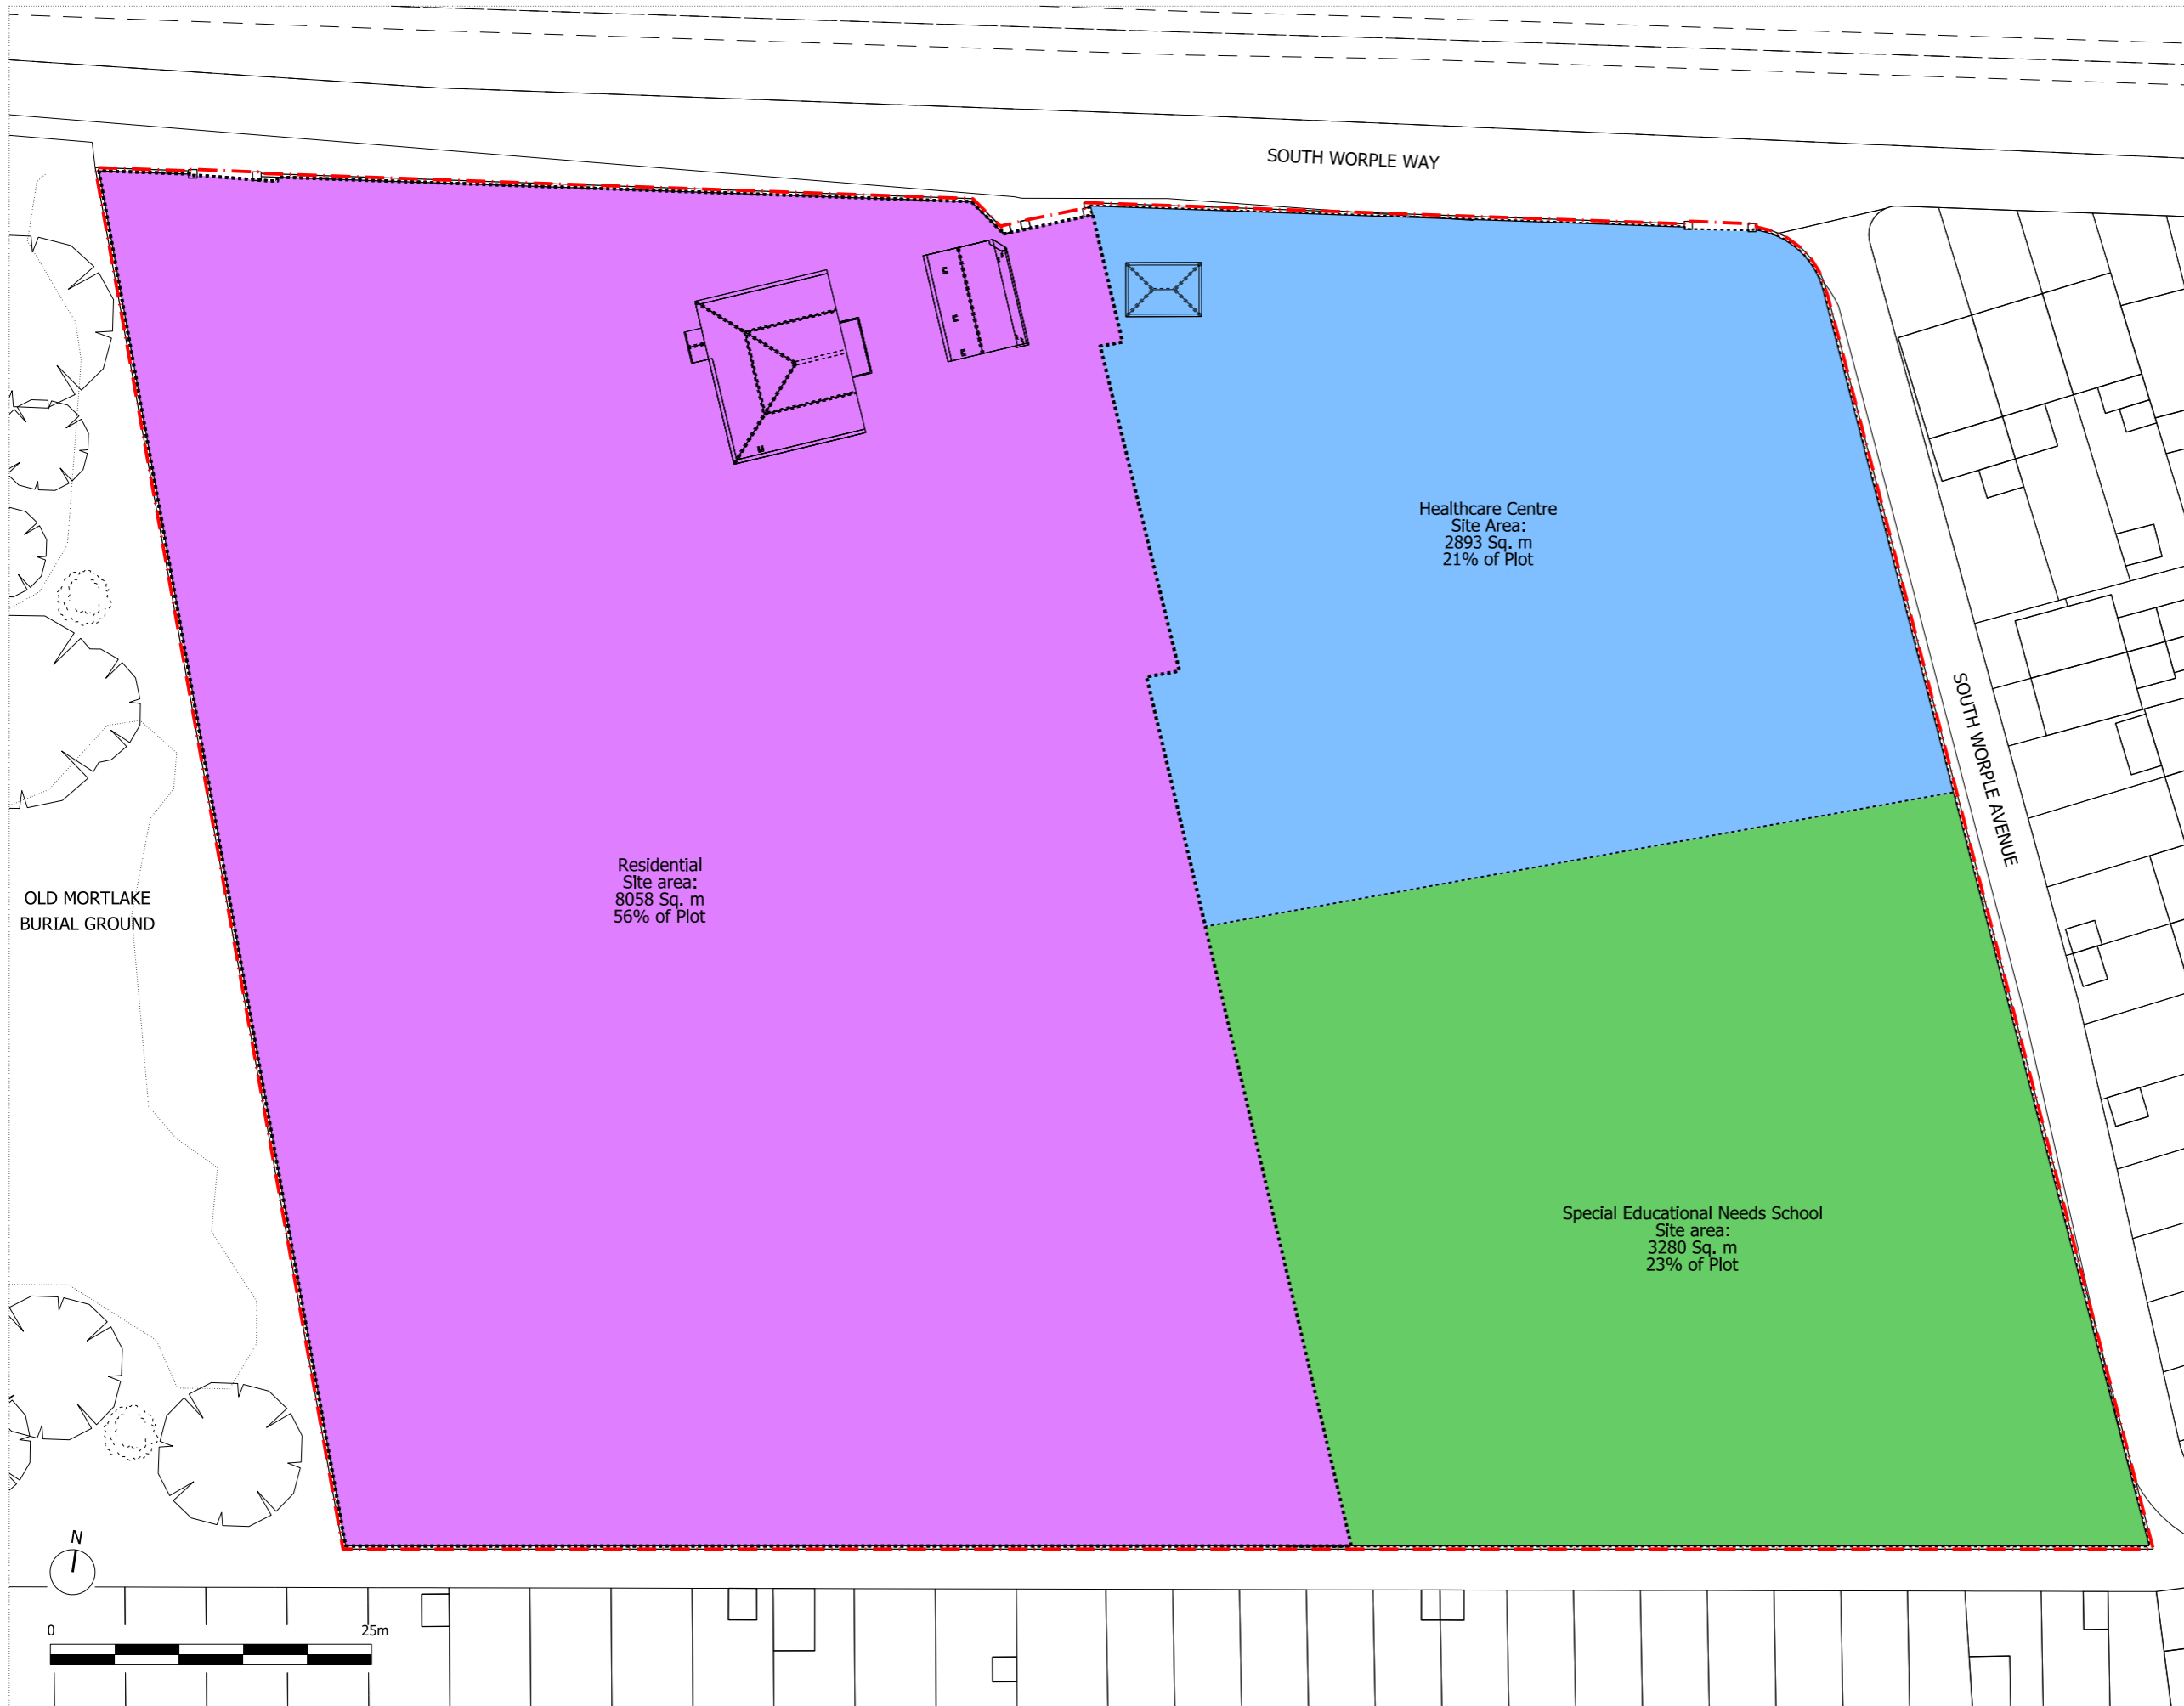 SOUTH WORPLE WAY
Healthcare Centre
Site Area:
2893 Sq. m
21% of Plot
SOUTH WORPLE AVENUE
Residential
Site area:
8058 Sq. m
56% of Plot
OLD MORTLAKE
BURIAL GROUND
Special Educational Needs School
Site area:
3280 Sq. m
23% of Plot
N
0 25m